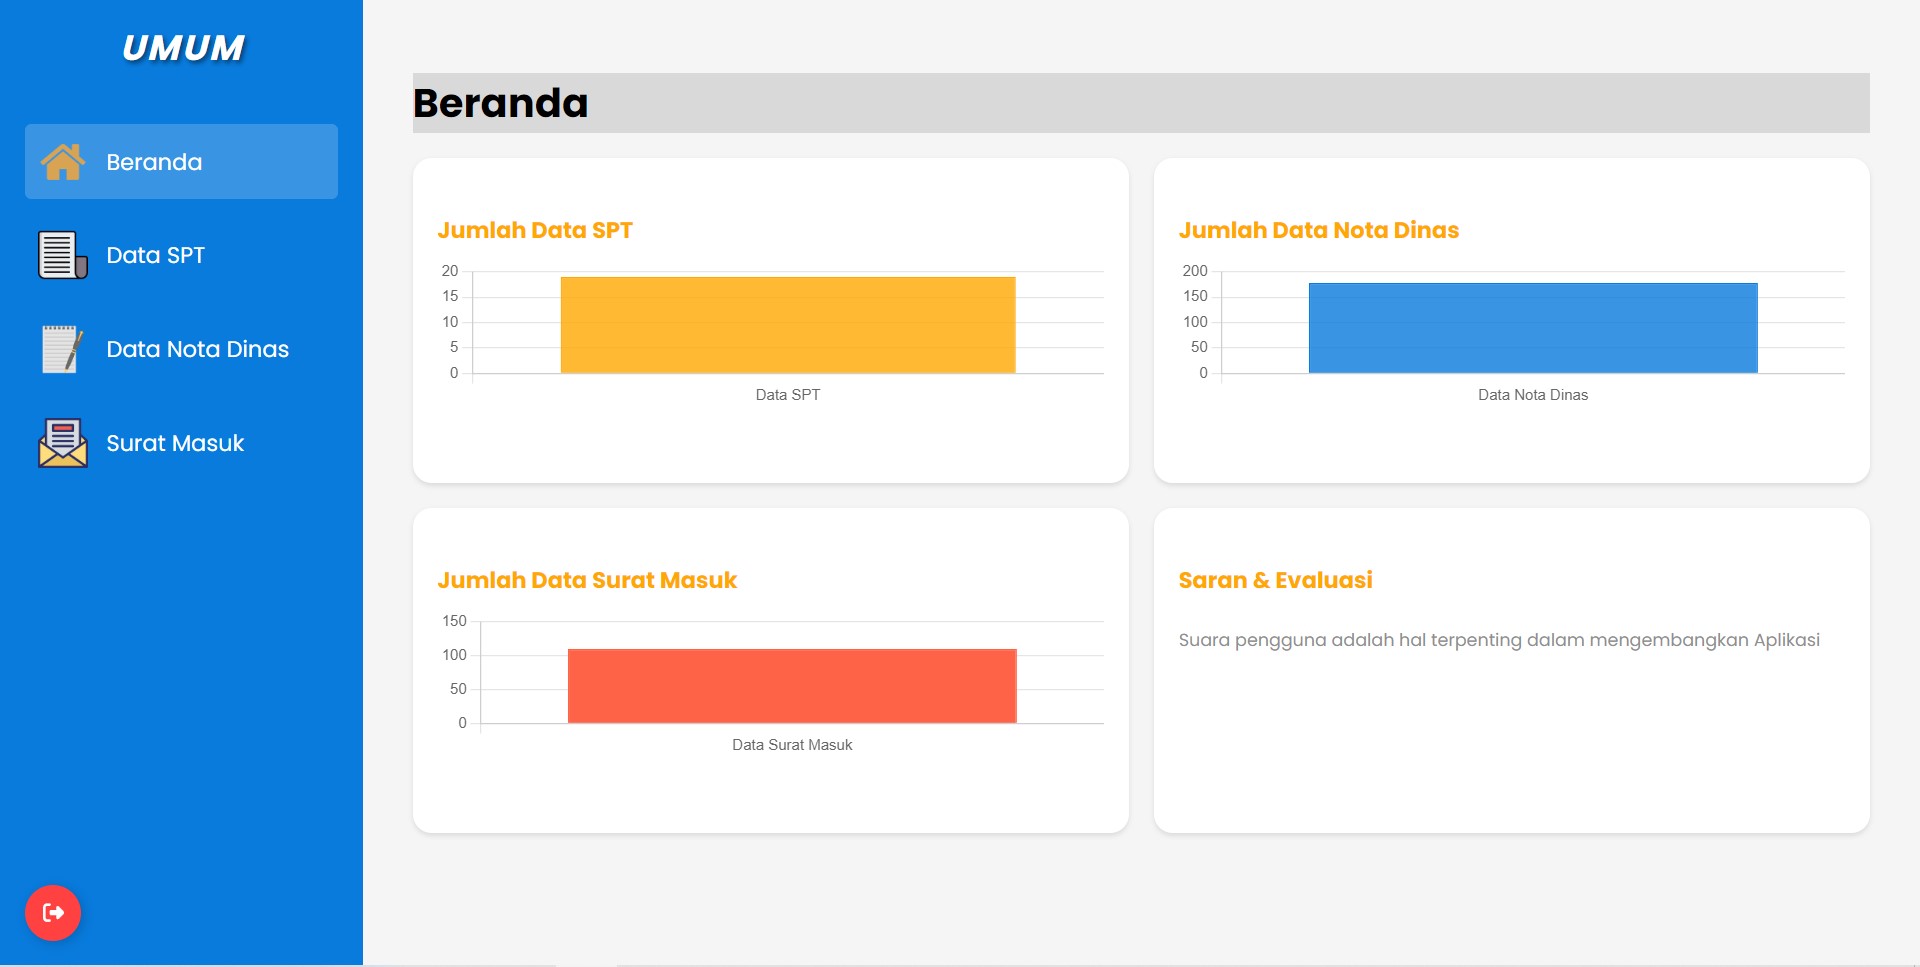 UMUM
Beranda
Data SPT
Data Nota Dinas
Surat Masuk
Beranda
Jumlah Data SPT
20
15
10
5
0
Data SPT
Jumlah Data Nota Dinas
200
150
100
50
0
Data Nota Dinas
Jumlah Data Surat Masuk
150
100
50
0
Data Surat Masuk
Saran & Evaluasi
Suara pengguna adalah hal terpenting dalam mengembangkan Aplikasi